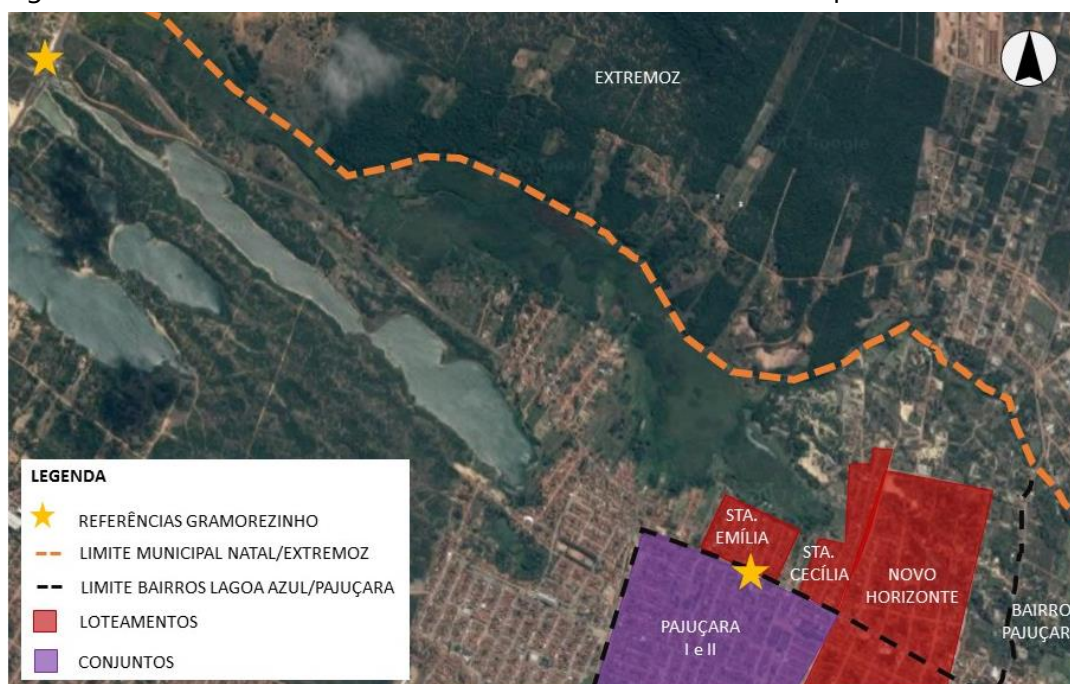 EXTREMOZ
LEGENDA
REFERÊNCIAS GRAMOREZINHO
LIMITE MUNICIPAL NATAL/EXTREMOZ
LIMITE BAIRROS LAGOA AZUL/PAJUÇARA
LOTEAMENTOS
CONJUNTOS
STA.
EMÍLIA
STA.
CECÍLIA
NOVO
HORIZONTE
PAJUÇARA
I e II
BAIRRO
PAJUÇAR